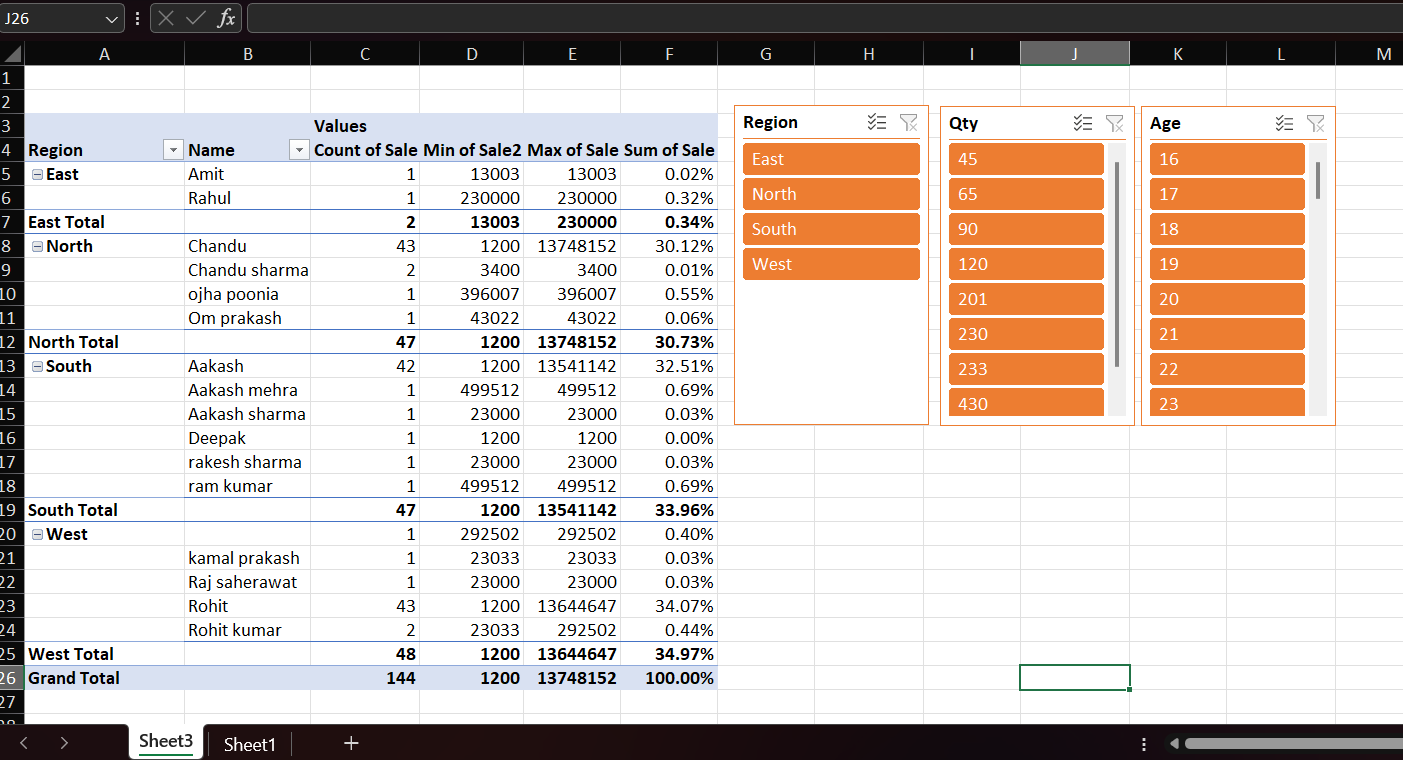 J26 fx
A B C D E F G H I J K L M
1
2
3 Values
4 Region Name Count of Sale Min of Sale2 Max of Sale Sum of Sale
5 East Amit 1 13003 13003 0.02%
6 Rahul 1 230000 230000 0.32%
7 East Total 2 13003 230000 0.34%
8 North Chandu 43 1200 13748152 30.12%
9 Chandu sharma 2 3400 3400 0.01%
10 ojha poonia 1 396007 396007 0.55%
11 Om prakash 1 43022 43022 0.06%
12 North Total 47 1200 13748152 30.73%
13 South Aakash 42 1200 13541142 32.51%
14 Aakash mehra 1 499512 499512 0.69%
15 Aakash sharma 1 23000 23000 0.03%
16 Deepak 1 1200 1200 0.00%
17 rakesh sharma 1 23000 23000 0.03%
18 ram kumar 1 499512 499512 0.69%
19 South Total 47 1200 13541142 33.96%
20 West 1 292502 292502 0.40%
21 kamal prakash 1 23033 23033 0.03%
22 Raj saherawat 1 23000 23000 0.03%
23 Rohit 43 1200 13644647 34.07%
24 Rohit kumar 2 23033 292502 0.44%
25 West Total 48 1200 13644647 34.97%
26 Grand Total 144 1200 13748152 100.00%
27
Region
East
North
South
West
Qty
45
65
90
120
201
230
233
430
Age
16
17
18
19
20
21
22
23
Sheet3 Sheet1